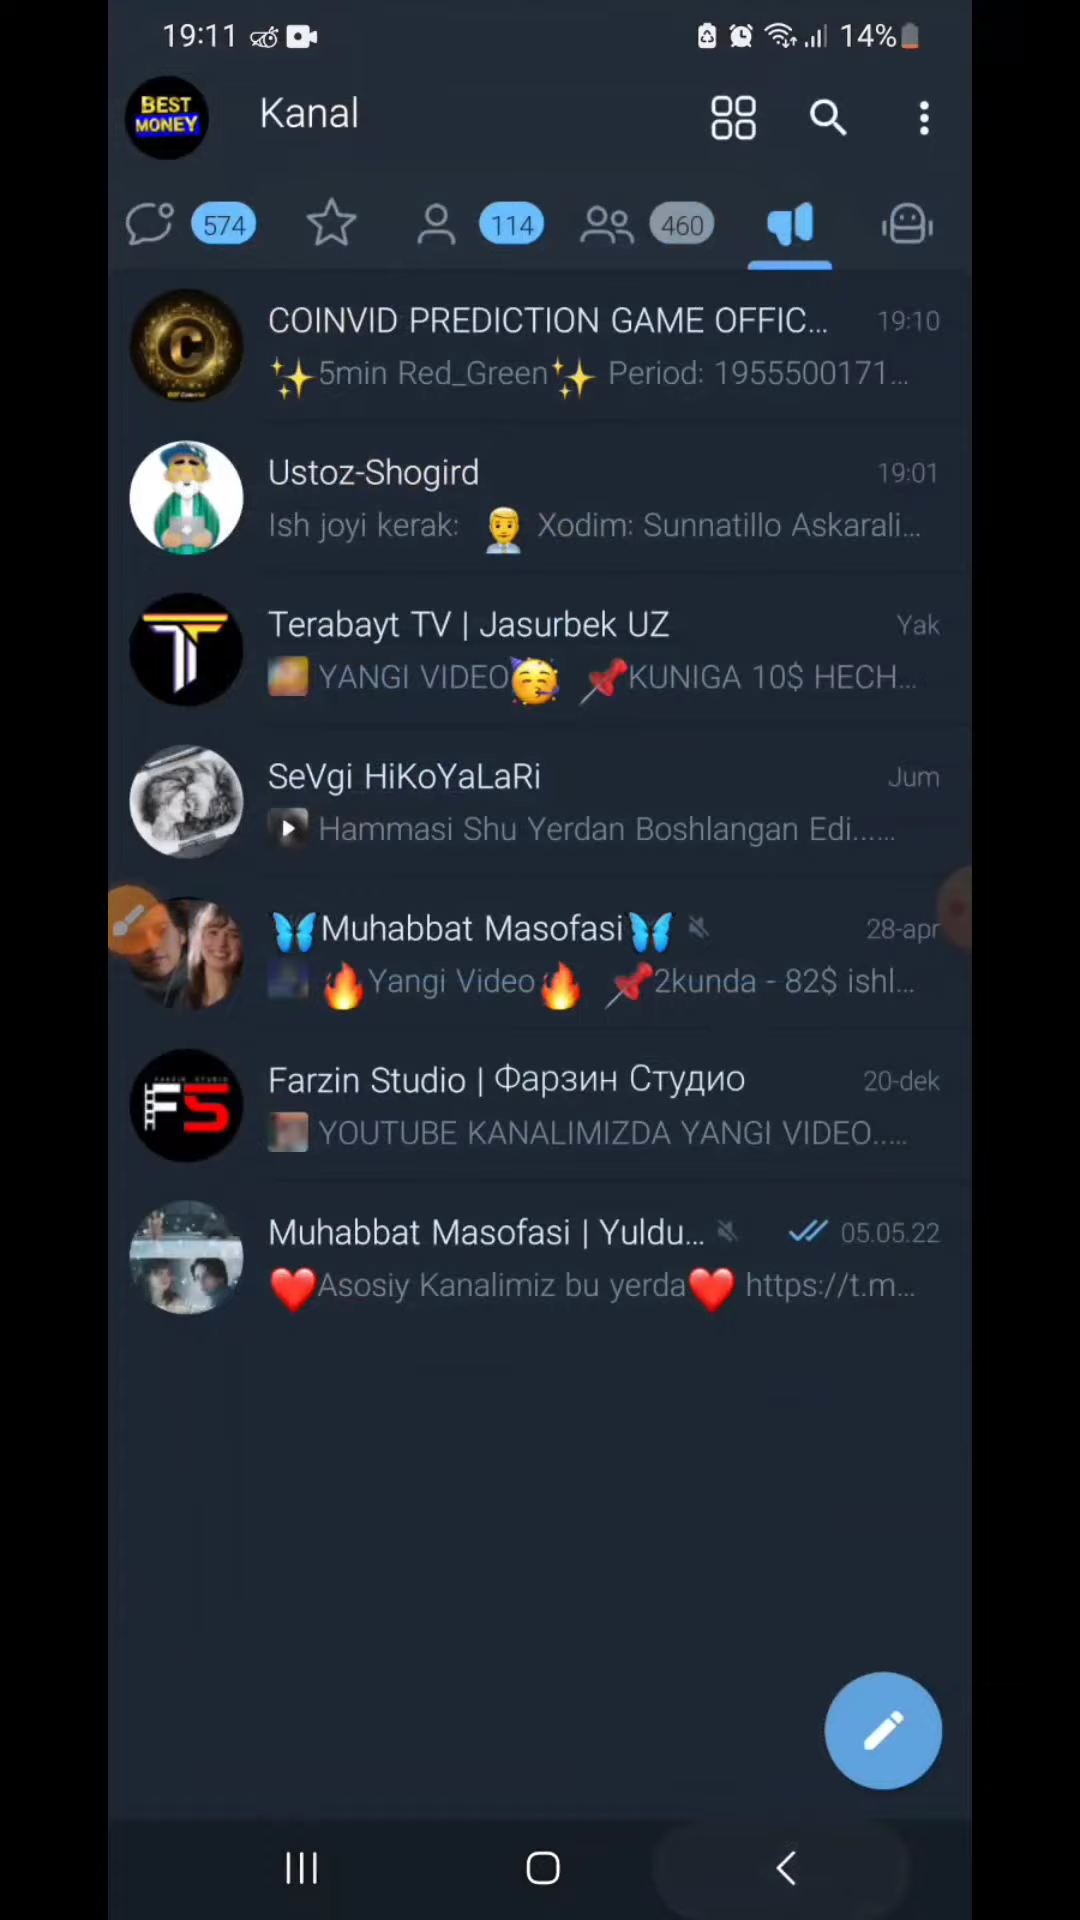 19:11 14%
BEST
MONEY
Kanal
574 114 460
COINVID PREDICTION GAME OFFIC... 19:10
✨5min Red_Green✨ Period: 1955500171...
Ustoz-Shogird 19:01
Ish joyi kerak: 👨‍💼 Xodim: Sunnatillo Askarali...
Terabayt TV | Jasurbek UZ Yak
YANGI VIDEO🥳 📌KUNIGA 10$ HECH...
SeVgi HiKoYaLaRi Jum
Hammasi Shu Yerdan Boshlangan Edi......
🦋Muhabbat Masofasi🦋 28-apr
🔥Yangi Video🔥 📌2kunda - 82$ ishl...
FARZIN STUDIO
FS
Farzin Studio | Фарзин Студио 20-dek
YOUTUBE KANALIMIZDA YANGI VIDEO.....
Muhabbat Masofasi | Yuldu... 05.05.22
❤️Asosiy Kanalimiz bu yerda❤️ https://t.m...